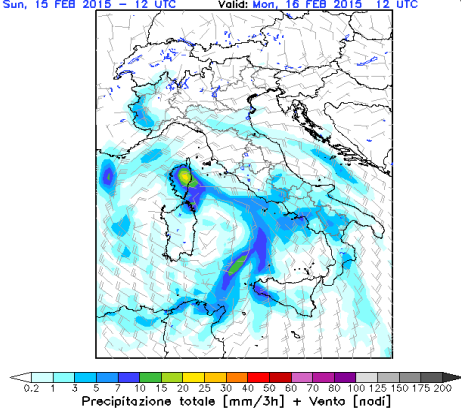 Sun, 15 FEB 2015 – 12 UTC Valid: Mon, 16 FEB 2015 12 UTC
0.2 1 3 5 10 15 20 25 30 40 50 60 70 80 90 100 125 150 175 200
Precipitazione totale [mm/3h] + Vento [nodi]